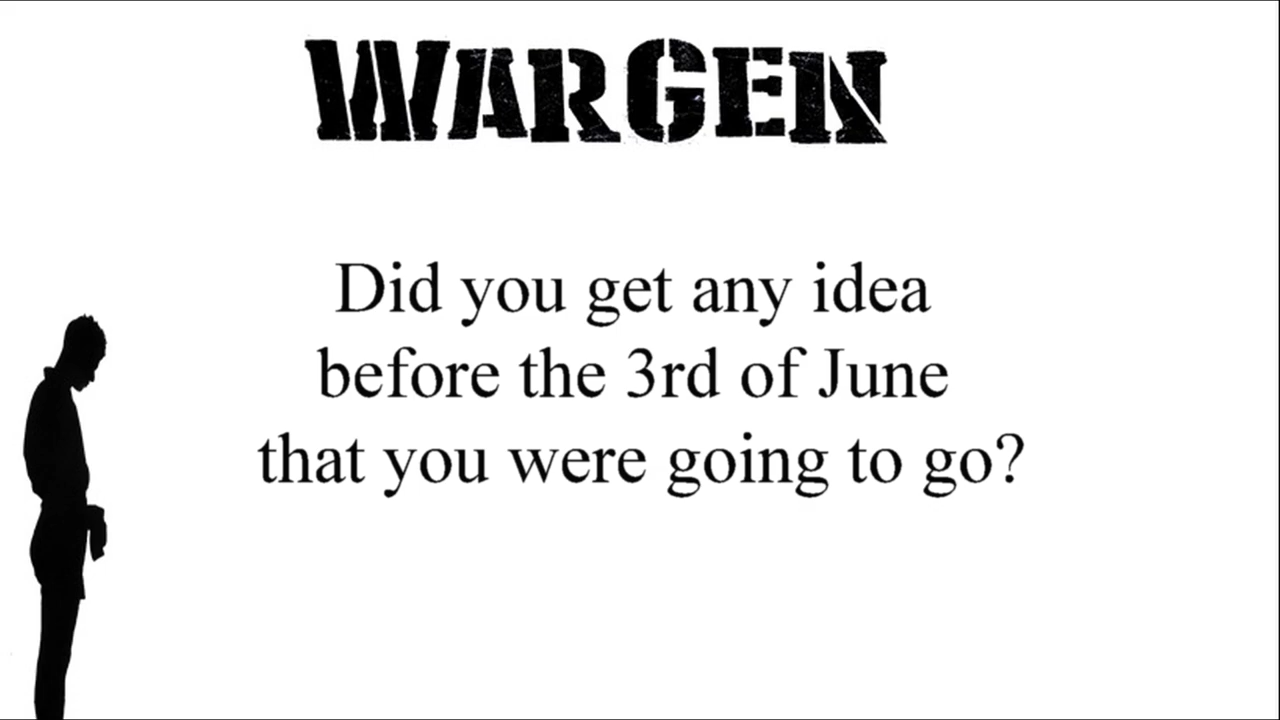 WARGEN
Did you get any idea
before the 3rd of June
that you were going to go?